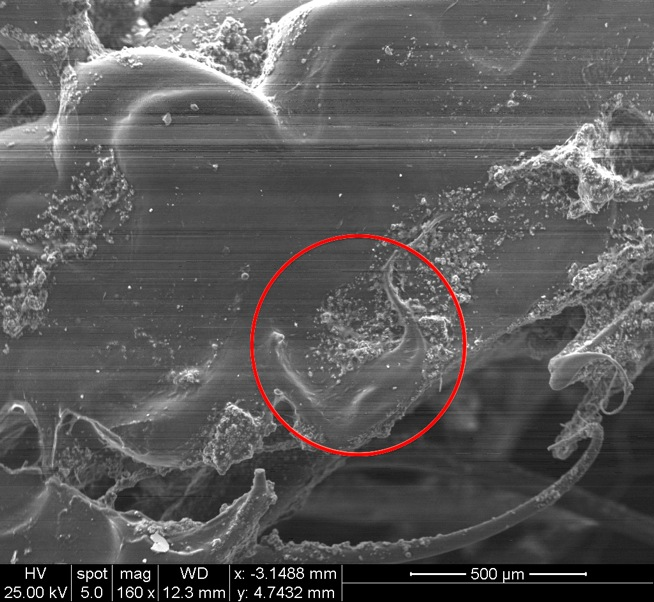 HV spot mag WD x: -3.1488 mm
25.00 kV 5.0 160 x 12.3 mm y: 4.7432 mm 500 µm